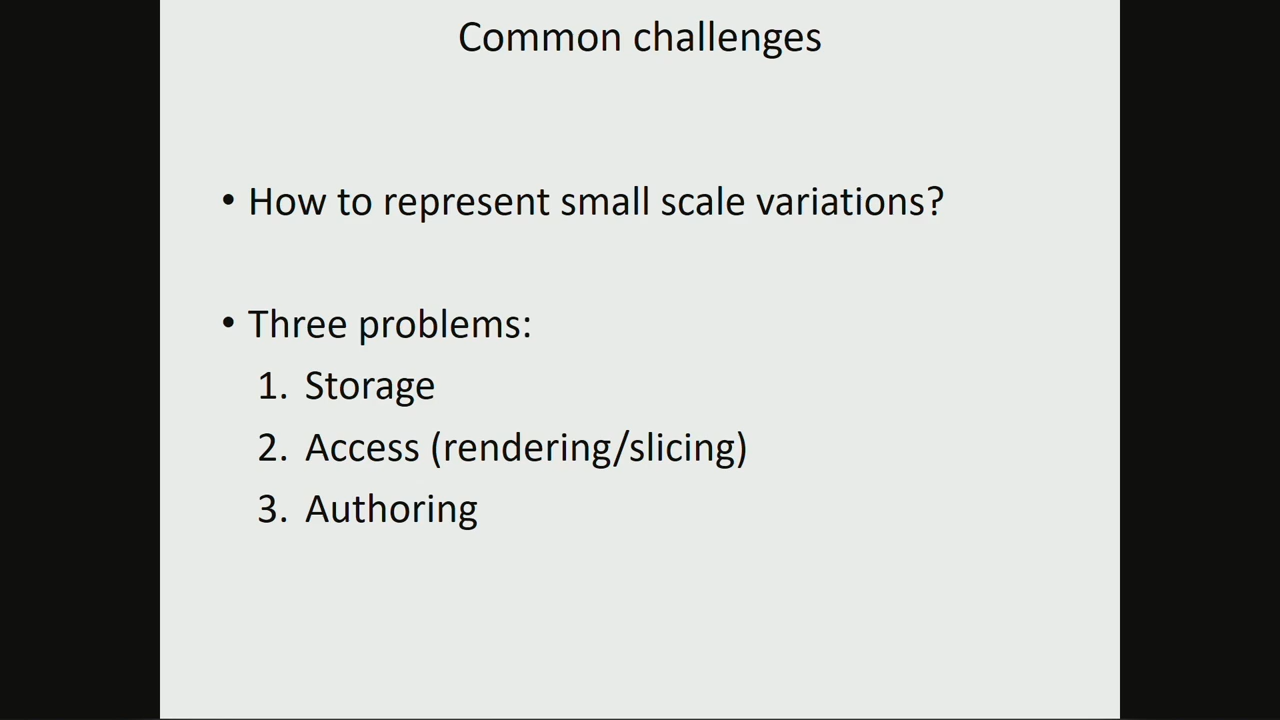 Common challenges
• How to represent small scale variations?
• Three problems:
1. Storage
2. Access (rendering/slicing)
3. Authoring